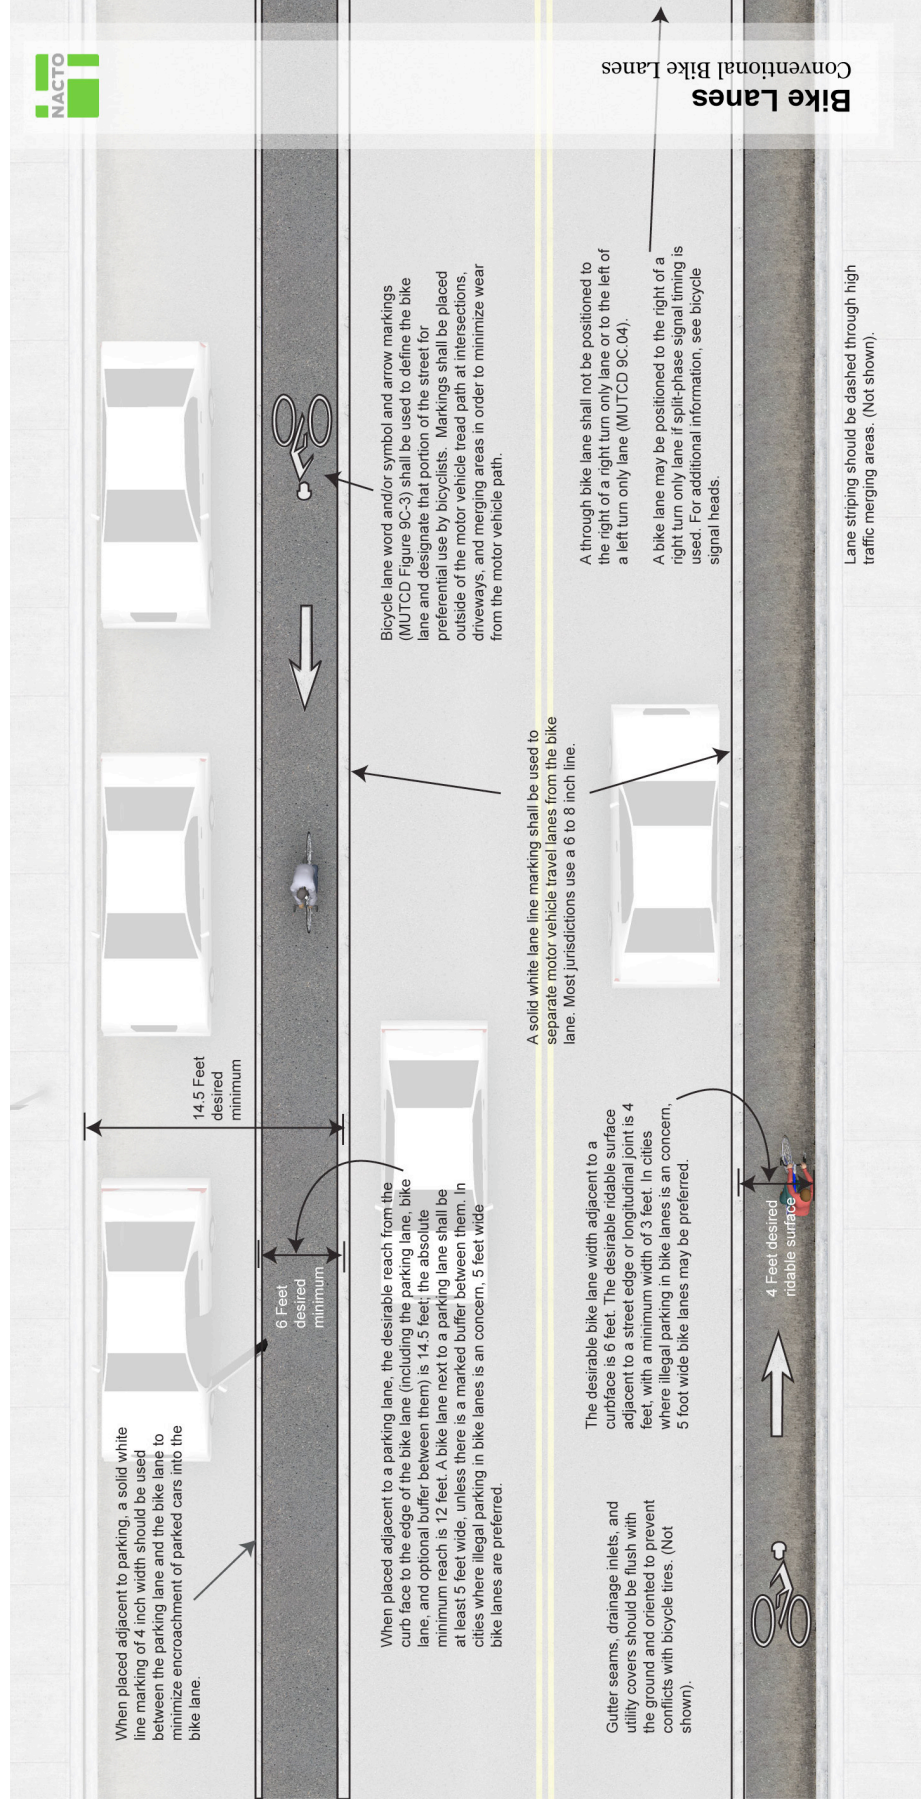 NACTO
Bike Lanes
Conventional Bike Lanes
When placed adjacent to parking, a solid white
line marking of 4 inch width should be used
between the parking lane and the bike lane to
minimize encroachment of parked cars into the
bike lane.
14.5 Feet
desired
minimum
6 Feet
desired
minimum
Bicycle lane word and/or symbol and arrow markings
(MUTCD Figure 9C-3) shall be used to define the bike
lane and designate that portion of the street for
preferential use by bicyclists. Markings shall be placed
outside of the motor vehicle tread path at intersections,
driveways, and merging areas in order to minimize wear
from the motor vehicle path.
When placed adjacent to a parking lane, the desirable reach from the
curb face to the edge of the bike lane (including the parking lane, bike
lane, and optional buffer between them) is 14.5 feet; the absolute
minimum reach is 12 feet. A bike lane next to a parking lane shall be
at least 5 feet wide, unless there is a marked buffer between them. In
cities where illegal parking in bike lanes is an concern, 5 feet wide
bike lanes are preferred.
A solid white lane line marking shall be used to
separate motor vehicle travel lanes from the bike
lane. Most jurisdictions use a 6 to 8 inch line.
A through bike lane shall not be positioned to
the right of a right turn only lane or to the left of
a left turn only lane (MUTCD 9C.04).
A bike lane may be positioned to the right of a
right turn only lane if split-phase signal timing is
used. For additional information, see bicycle
signal heads.
The desirable bike lane width adjacent to a
curbface is 6 feet. The desirable ridable surface
adjacent to a street edge or longitudinal joint is 4
feet, with a minimum width of 3 feet. In cities
where illegal parking in bike lanes is an concern,
5 foot wide bike lanes may be preferred.
Gutter seams, drainage inlets, and
utility covers should be flush with
the ground and oriented to prevent
conflicts with bicycle tires. (Not
shown).
4 Feet desired
ridable surface
Lane striping should be dashed through high
traffic merging areas. (Not shown).